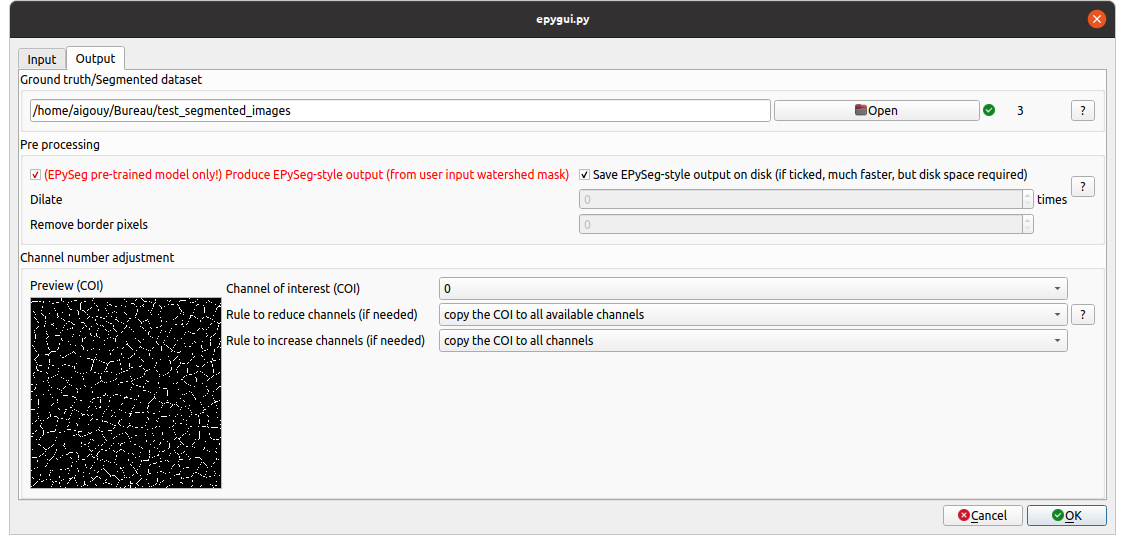 epygui.py
Input Output
Ground truth/Segmented dataset
/home/aigouy/Bureau/test_segmented_images Open 3 ?
Pre processing
(EPySeg pre-trained model only!) Produce EPySeg-style output (from user input watershed mask) Save EPySeg-style output on disk (if ticked, much faster, but disk space required) ?
Dilate 0 times
Remove border pixels 0
Channel number adjustment
Preview (COI)
Channel of interest (COI) 0
Rule to reduce channels (if needed) copy the COI to all available channels ?
Rule to increase channels (if needed) copy the COI to all channels
Cancel OK